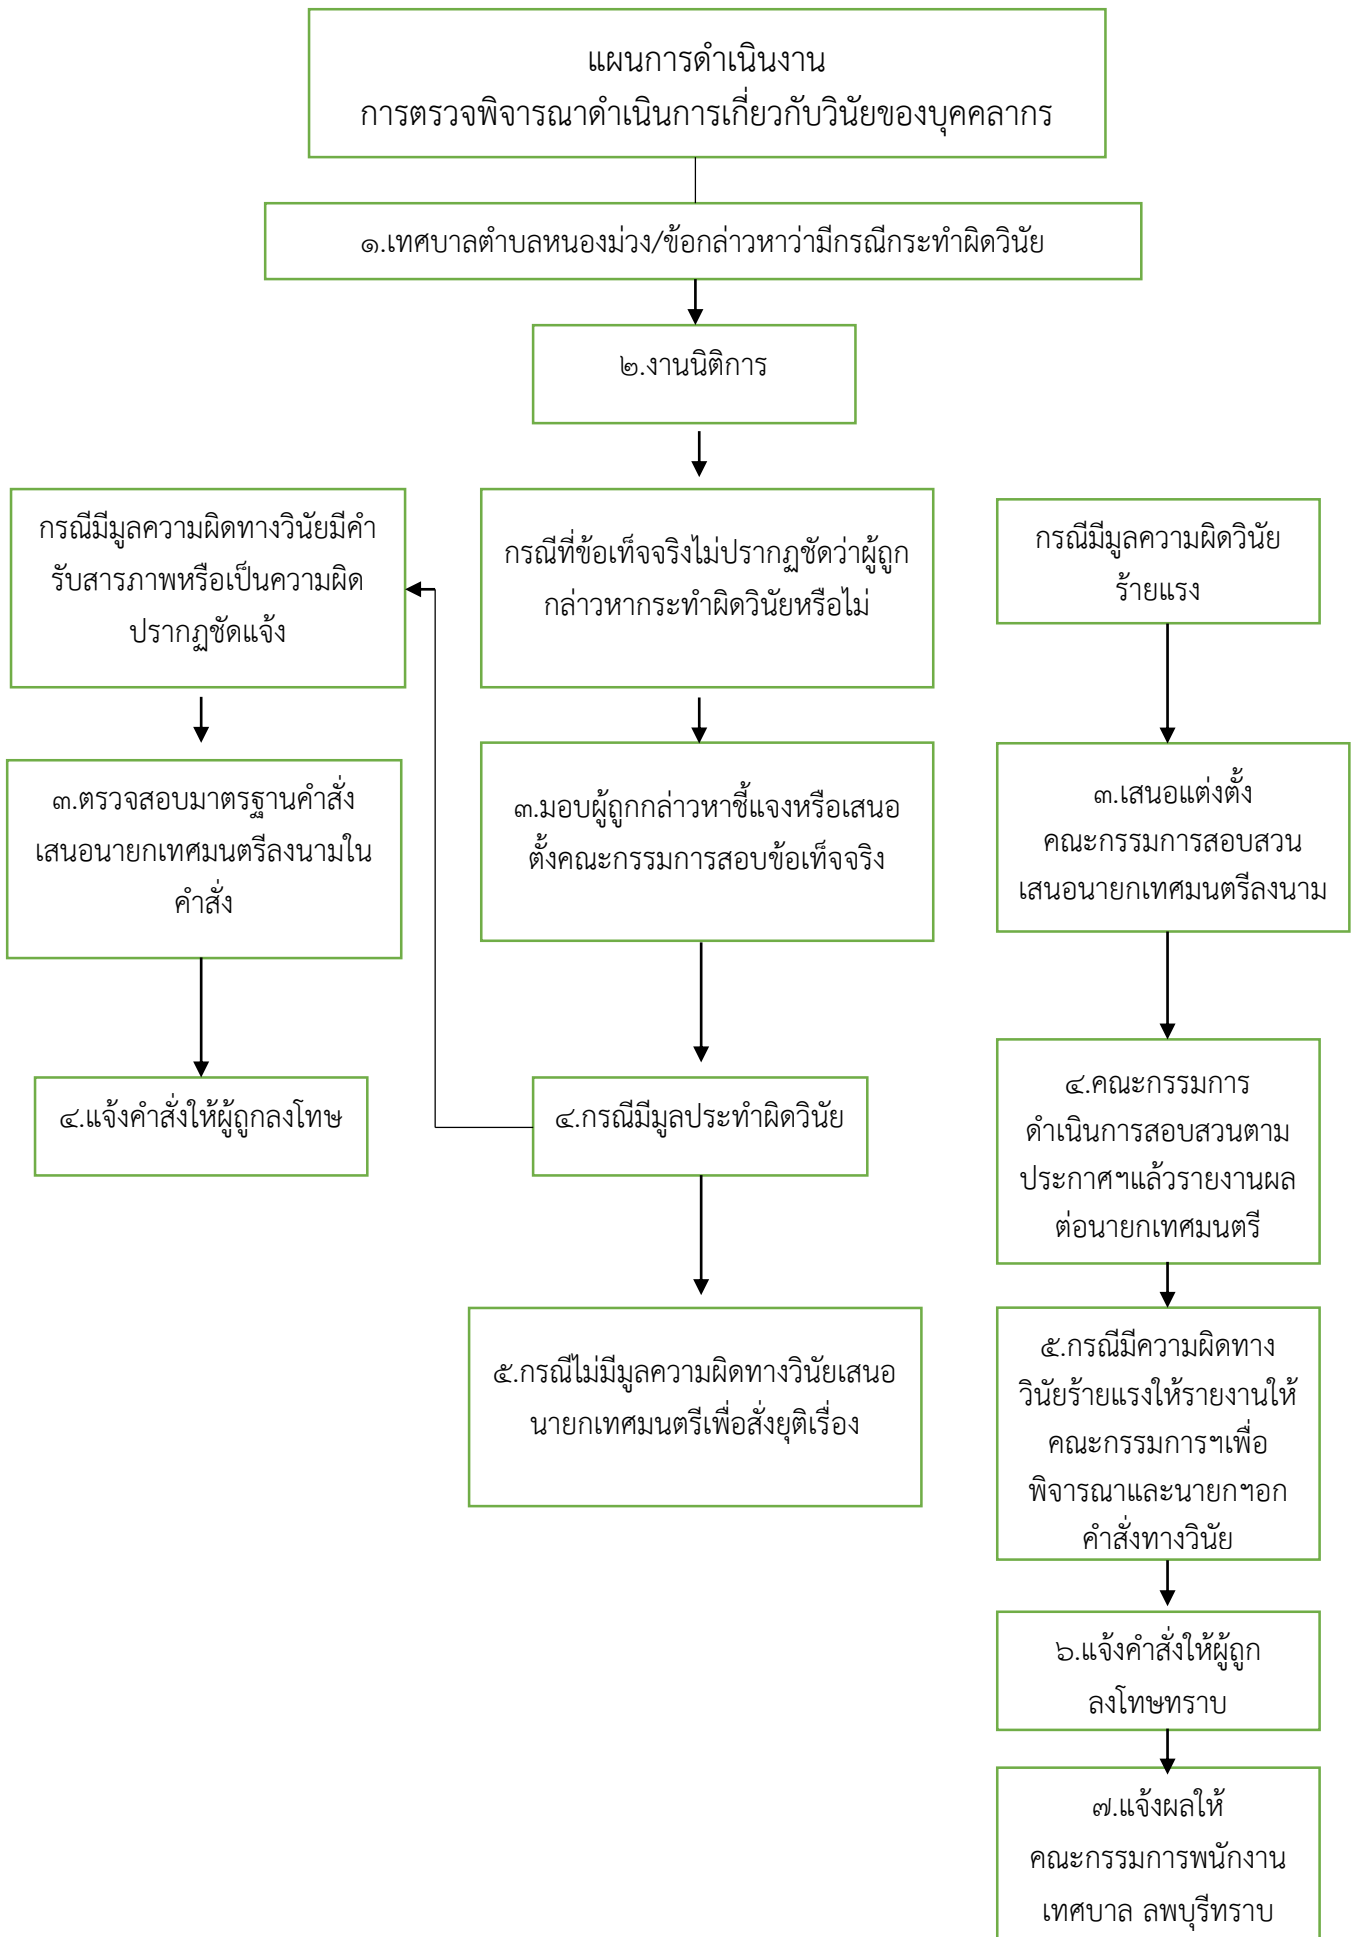 แผนการดำเนินงาน
การตรวจพิจารณาดำเนินการเกี่ยวกับวินัยของบุคคลากร
๑.เทศบาลตำบลหนองม่วง/ข้อกล่าวหาว่ามีกรณีกระทำผิดวินัย
๒.งานนิติการ
กรณีมีมูลความผิดทางวินัยมีคำ
รับสารภาพหรือเป็นความผิด
ปรากฏชัดแจ้ง
๓.ตรวจสอบมาตรฐานคำสั่ง
เสนอนายกเทศมนตรีลงนามใน
คำสั่ง
๔.แจ้งคำสั่งให้ผู้ถูกลงโทษ
กรณีที่ข้อเท็จจริงไม่ปรากฏชัดว่าผู้ถูก
กล่าวหากระทำผิดวินัยหรือไม่
๓.มอบผู้ถูกกล่าวหาชี้แจงหรือเสนอ
ตั้งคณะกรรมการสอบข้อเท็จจริง
๔.กรณีมีมูลประทำผิดวินัย
๕.กรณีไม่มีมูลความผิดทางวินัยเสนอ
นายกเทศมนตรีเพื่อสั่งยุติเรื่อง
กรณีมีมูลความผิดวินัย
ร้ายแรง
๓.เสนอแต่งตั้ง
คณะกรรมการสอบสวน
เสนอนายกเทศมนตรีลงนาม
๔.คณะกรรมการ
ดำเนินการสอบสวนตาม
ประกาศฯแล้วรายงานผล
ต่อนายกเทศมนตรี
๕.กรณีมีความผิดทาง
วินัยร้ายแรงให้รายงานให้
คณะกรรมการฯเพื่อ
พิจารณาและนายกฯอก
คำสั่งทางวินัย
๖.แจ้งคำสั่งให้ผู้ถูก
ลงโทษทราบ
๗.แจ้งผลให้
คณะกรรมการพนักงาน
เทศบาล ลพบุรีทราบ